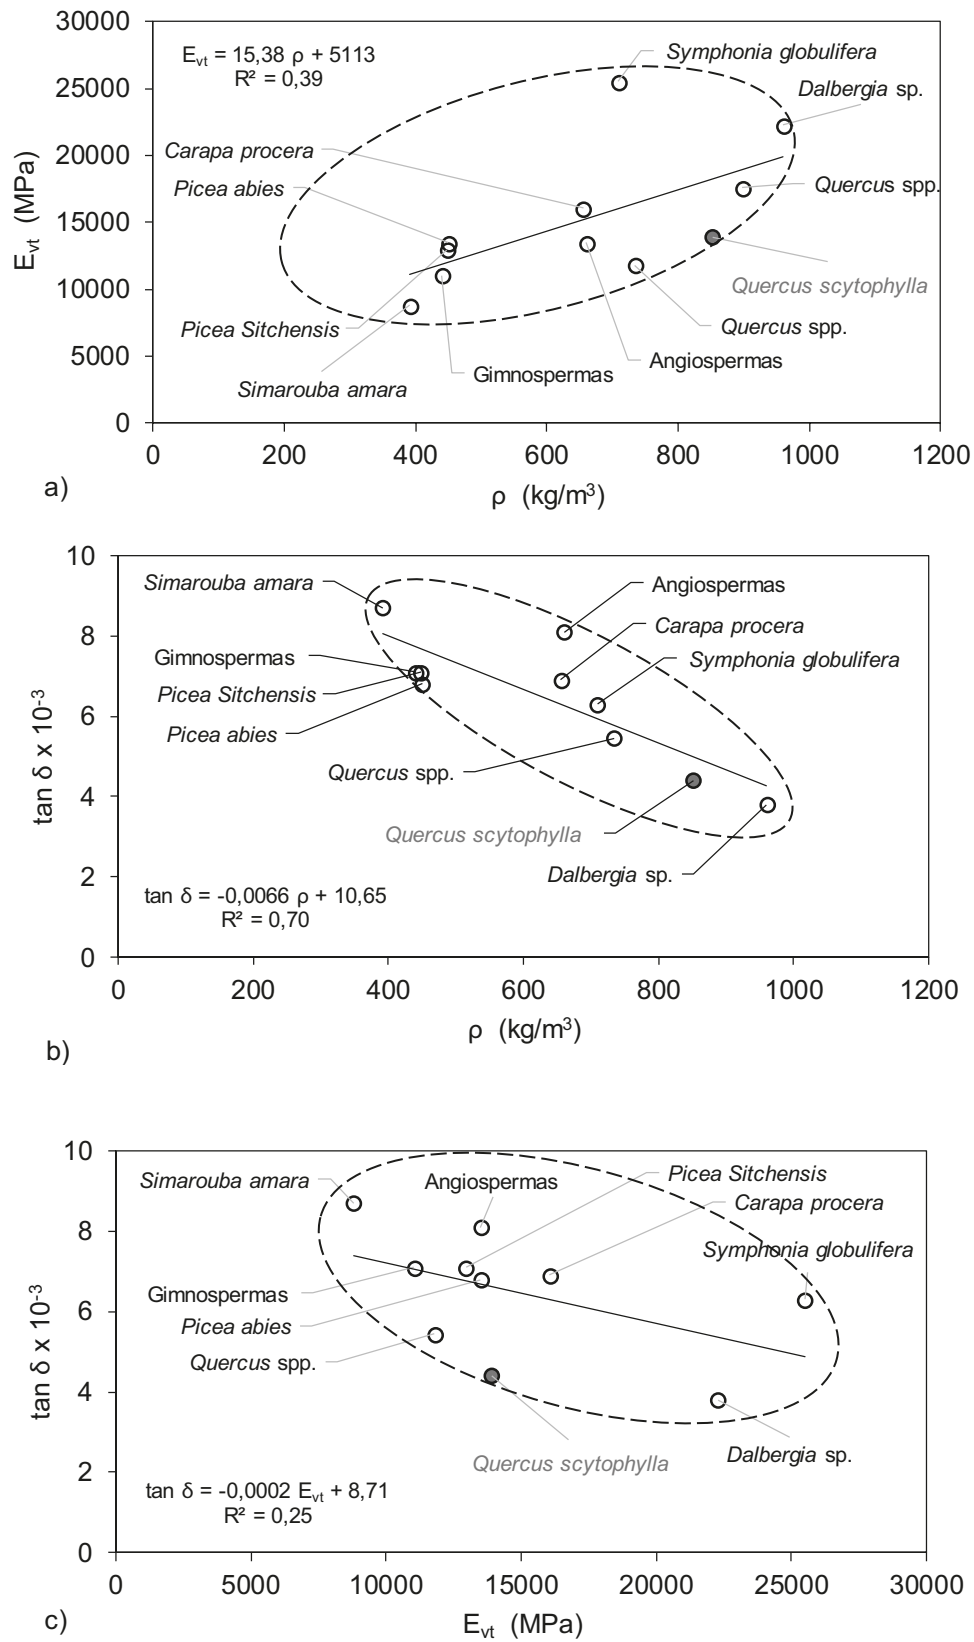 30000
25000
20000
15000
10000
5000
0
E_vt (MPa)
E_vt = 15,38 ρ + 5113
R² = 0,39
Symphonia globulifera
Dalbergia sp.
Carapa procera
Picea abies
Quercus spp.
Quercus scytophylla
Picea Sitchensis
Quercus spp.
Angiospermas
Gimnospermas
Simarouba amara
0 200 400 600 800 1000 1200
a)
ρ (kg/m³)
10
8
6
4
2
0
tan δ x 10⁻³
Simarouba amara
Angiospermas
Carapa procera
Gimnospermas
Symphonia globulifera
Picea Sitchensis
Picea abies
Quercus spp.
Quercus scytophylla
Dalbergia sp.
tan δ = -0,0066 ρ + 10,65
R² = 0,70
0 200 400 600 800 1000 1200
ρ (kg/m³)
b)
10
8
6
4
2
0
tan δ x 10⁻³
Simarouba amara
Angiospermas
Picea Sitchensis
Carapa procera
Symphonia globulifera
Gimnospermas
Picea abies
Quercus spp.
Dalbergia sp.
Quercus scytophylla
tan δ = -0,0002 E_vt + 8,71
R² = 0,25
0 5000 10000 15000 20000 25000 30000
c)
E_vt (MPa)